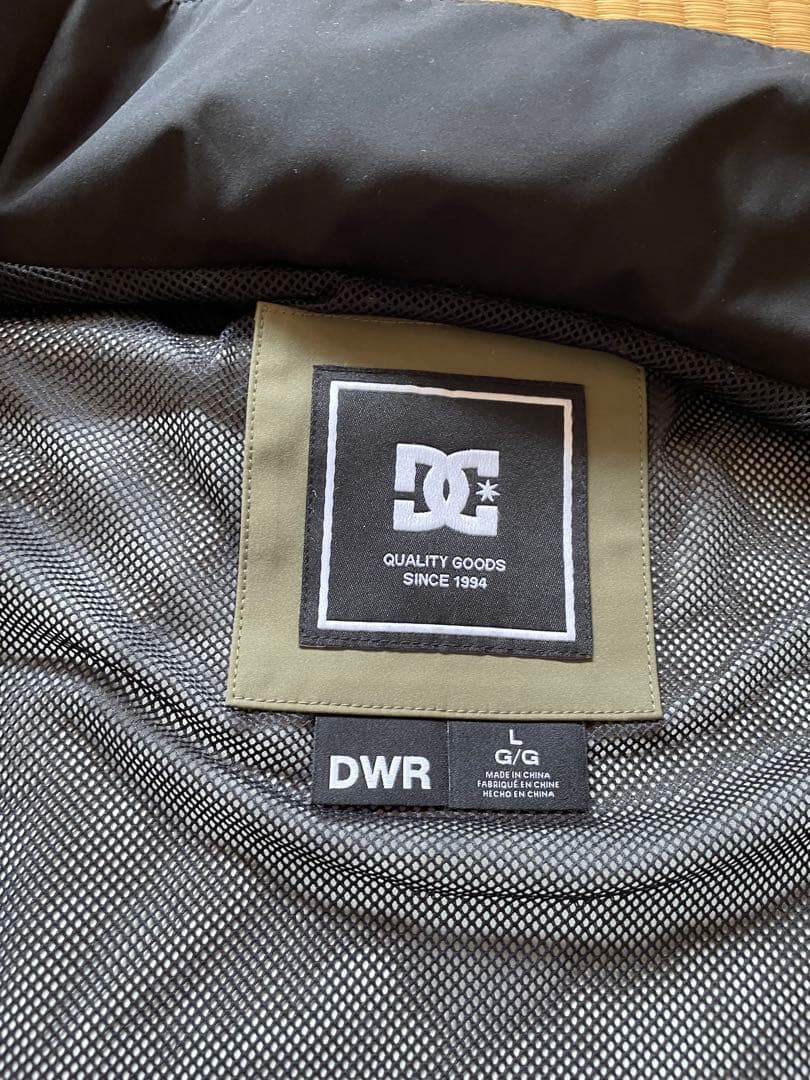 DC
QUALITY GOODS
SINCE 1994
DWR
L
G/G
MADE IN CHINA
FABRIQUÉ EN CHINE
HECHO EN CHINA